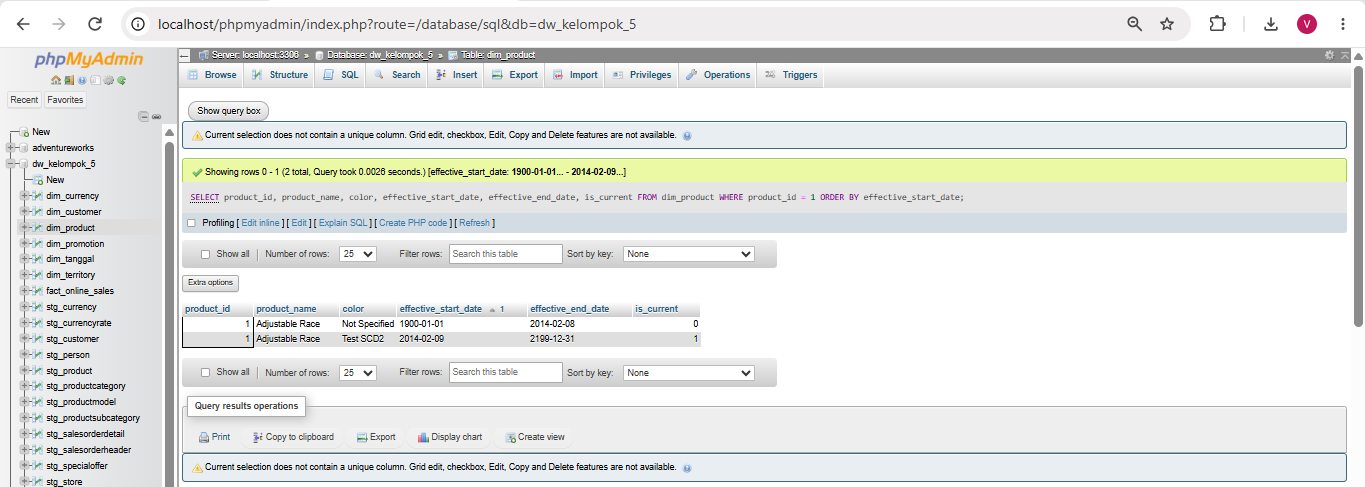 localhost/phpmyadmin/index.php?route=/database/sql&db=dw_kelompok_5
V
phpMyAdmin
Recent Favorites
New
adventureworks
dw_kelompok_5
New
dim_currency
dim_customer
dim_product
dim_promotion
dim_tanggal
dim_territory
fact_online_sales
stg_currency
stg_currencyrate
stg_customer
stg_person
stg_product
stg_productcategory
stg_productmodel
stg_productsubcategory
stg_salesorderdetail
stg_salesorderheader
stg_specialoffer
stg_store
Server: localhost:3306 » Database: dw_kelompok_5 » Table: dim_product
Browse Structure SQL Search Insert Export Import Privileges Operations Triggers
Show query box
Current selection does not contain a unique column. Grid edit, checkbox, Edit, Copy and Delete features are not available.
Showing rows 0 - 1 (2 total, Query took 0.0026 seconds.) [effective_start_date: 1900-01-01... - 2014-02-09...]
SELECT product_id, product_name, color, effective_start_date, effective_end_date, is_current FROM dim_product WHERE product_id = 1 ORDER BY effective_start_date;
Profiling [ Edit inline ] [ Edit ] [ Explain SQL ] [ Create PHP code ] [ Refresh ]
Show all Number of rows: 25 Filter rows: Search this table Sort by key: None
Extra options
product_id product_name color effective_start_date 1 effective_end_date is_current
1 Adjustable Race Not Specified 1900-01-01 2014-02-08 0
1 Adjustable Race Test SCD2 2014-02-09 2199-12-31 1
Show all Number of rows: 25 Filter rows: Search this table Sort by key: None
Query results operations
Print Copy to clipboard Export Display chart Create view
Current selection does not contain a unique column. Grid edit, checkbox, Edit, Copy and Delete features are not available.